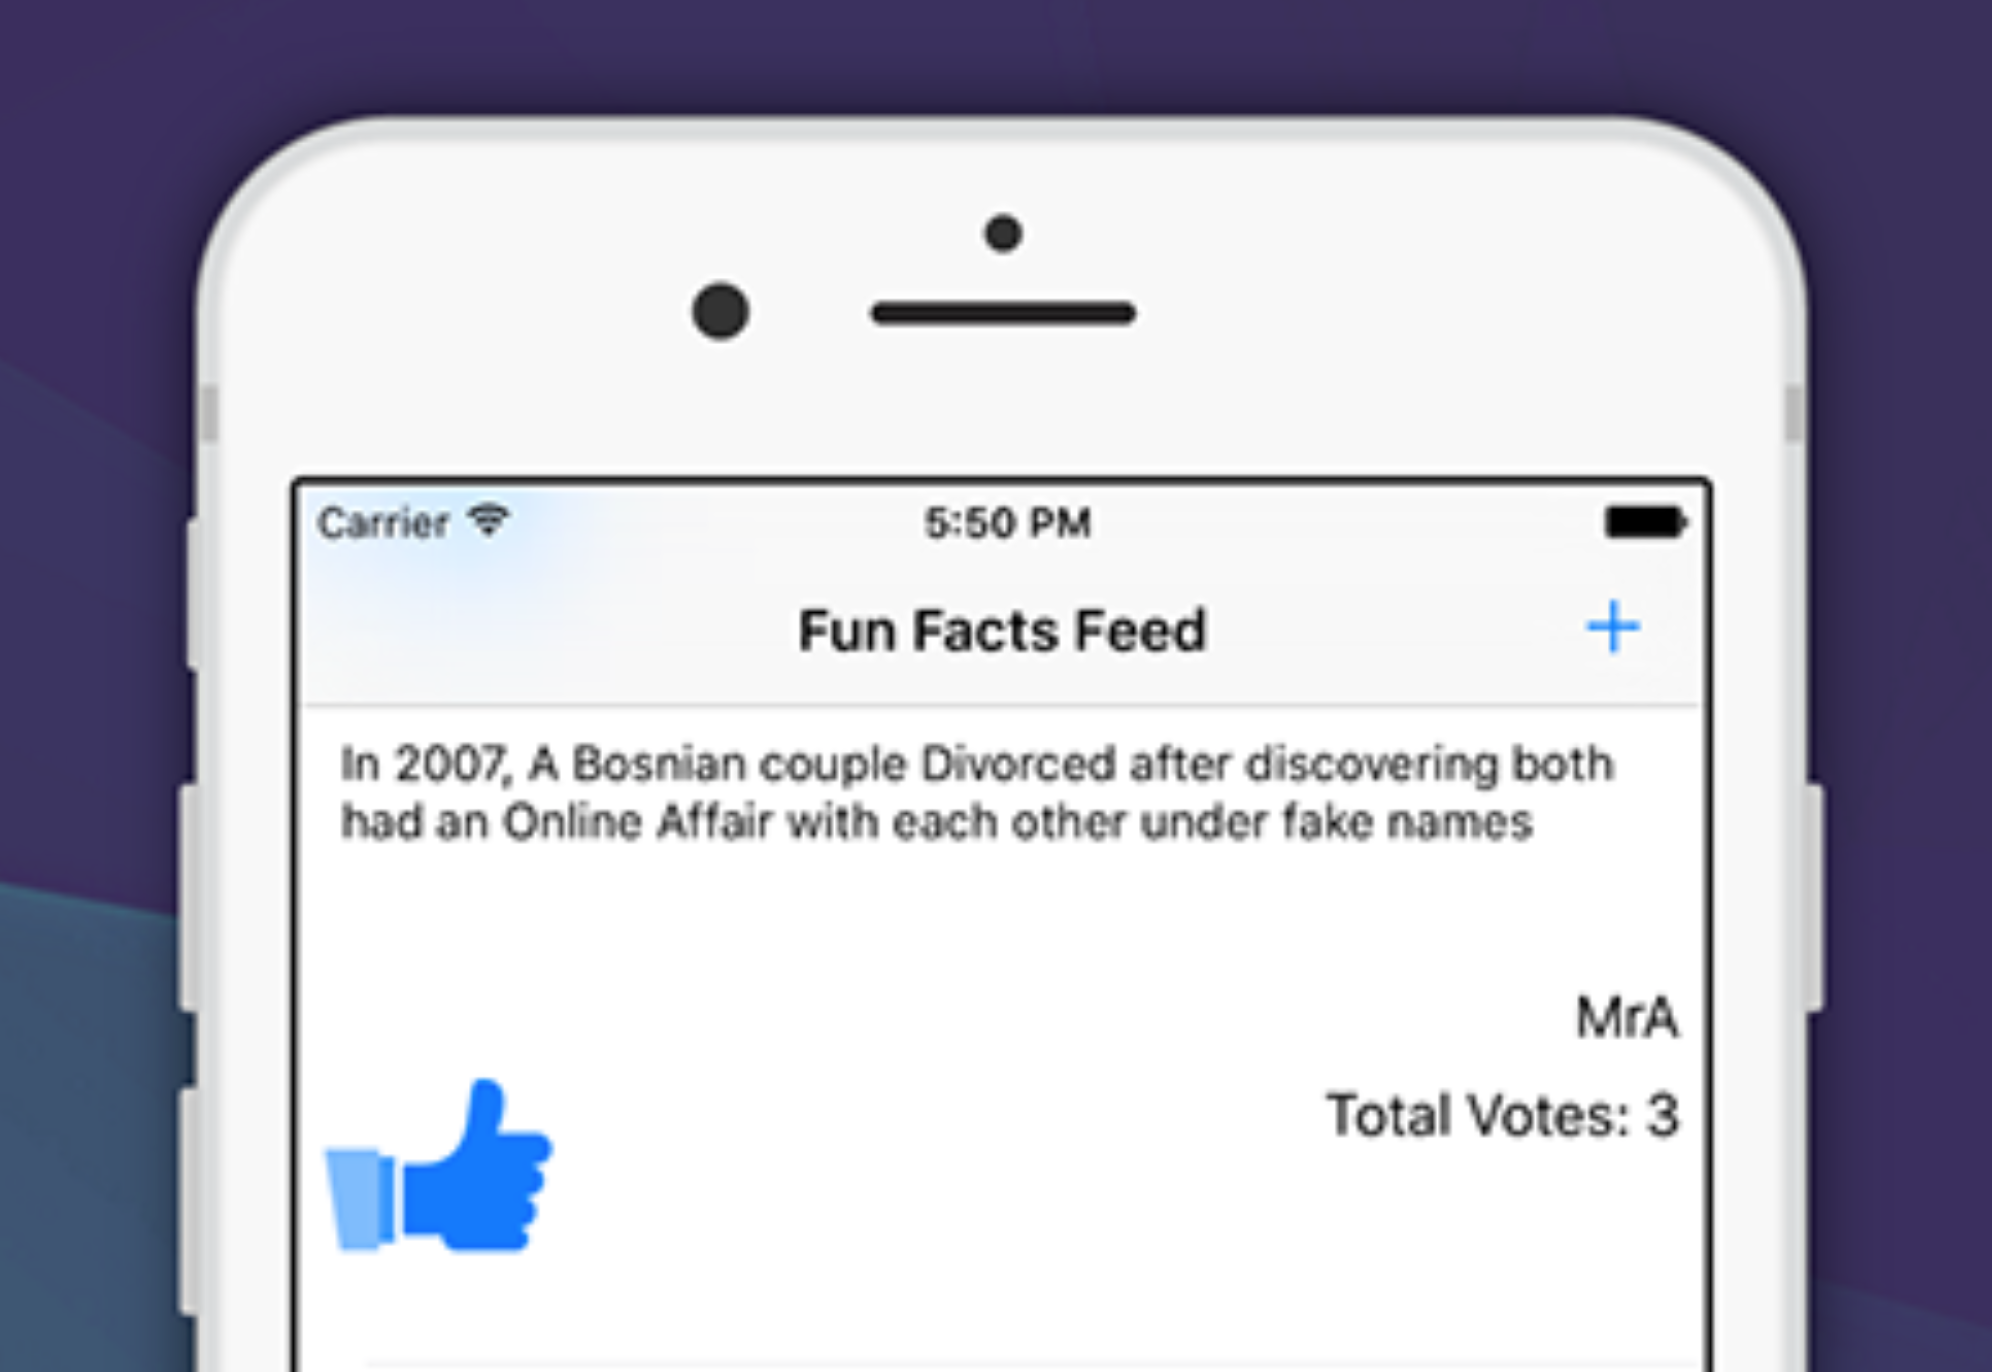 Carrier 5:50 PM
Fun Facts Feed +
In 2007, A Bosnian couple Divorced after discovering both
had an Online Affair with each other under fake names
MrA
Total Votes: 3